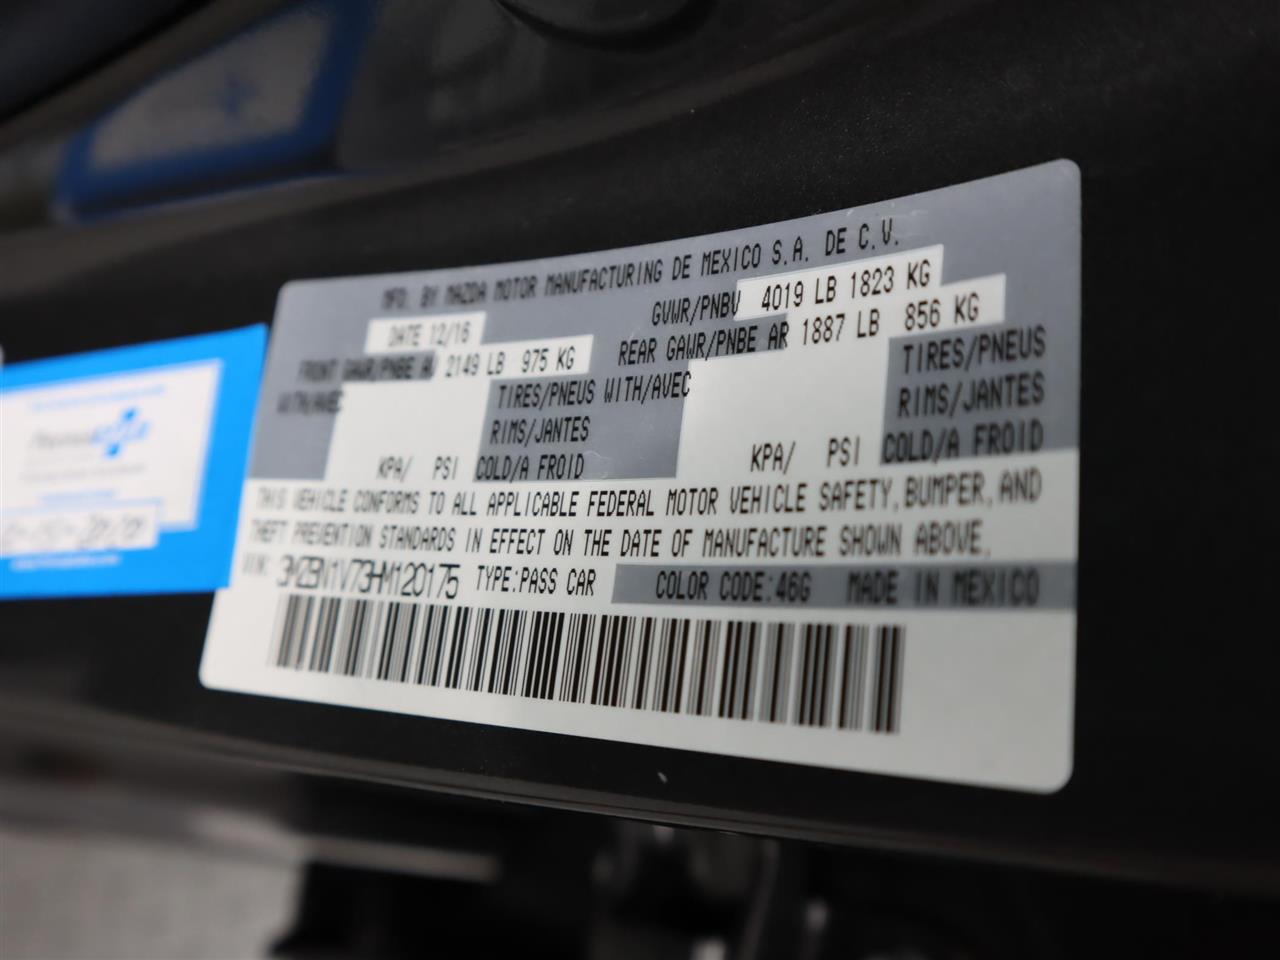 MFD. BY MAZDA MOTOR MANUFACTURING DE MEXICO S.A. DE C.V.
DATE 12/16 GVWR/PNBV 4019 LB 1823 KG
FRONT GAWR/PNBE AV 2149 LB 975 KG REAR GAWR/PNBE AR 1887 LB 856 KG
WITH/AVEC TIRES/PNEUS WITH/AVEC TIRES/PNEUS
RIMS/JANTES RIMS/JANTES
KPA/ PSI COLD/A FROID KPA/ PSI COLD/A FROID
THIS VEHICLE CONFORMS TO ALL APPLICABLE FEDERAL MOTOR VEHICLE SAFETY, BUMPER, AND
THEFT PREVENTION STANDARDS IN EFFECT ON THE DATE OF MANUFACTURE SHOWN ABOVE.
VIN: 3MZBN1V73HM120175 TYPE:PASS CAR COLOR CODE:46G MADE IN MEXICO